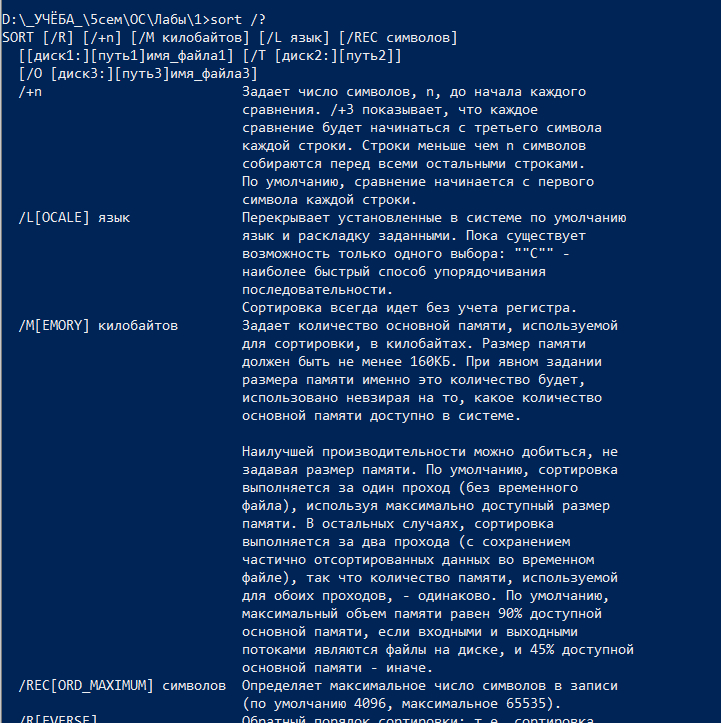 D:\_УЧЁБА_\5сем\ОС\Лабы\1>sort /?
SORT [/R] [/+n] [/M килобайтов] [/L язык] [/REC символов]
[[диск1:][путь1]имя_файла1] [/T [диск2:][путь2]]
[/O [диск3:][путь3]имя_файла3]
/+n Задает число символов, n, до начала каждого
сравнения. /+3 показывает, что каждое
сравнение будет начинаться с третьего символа
каждой строки. Строки меньше чем n символов
собираются перед всеми остальными строками.
По умолчанию, сравнение начинается с первого
символа каждой строки.
/L[OCALE] язык Перекрывает установленные в системе по умолчанию
язык и раскладку заданными. Пока существует
возможность только одного выбора: ""C"" -
наиболее быстрый способ упорядочивания
последовательности.
Сортировка всегда идет без учета регистра.
/M[EMORY] килобайтов Задает количество основной памяти, используемой
для сортировки, в килобайтах. Размер памяти
должен быть не менее 160КБ. При явном задании
размера памяти именно это количество будет,
использовано невзирая на то, какое количество
основной памяти доступно в системе.
Наилучшей производительности можно добиться, не
задавая размер памяти. По умолчанию, сортировка
выполняется за один проход (без временного
файла), используя максимально доступный размер
памяти. В остальных случаях, сортировка
выполняется за два прохода (с сохранением
частично отсортированных данных во временном
файле), так что количество памяти, используемой
для обоих проходов, - одинаково. По умолчанию,
максимальный объем памяти равен 90% доступной
основной памяти, если входными и выходными
потоками являются файлы на диске, и 45% доступной
основной памяти - иначе.
/REC[ORD_MAXIMUM] символов Определяет максимальное число символов в записи
(по умолчанию 4096, максимальное 65535).
/R[EVERSE] Обратный порядок сортировки; т.е. сортировка